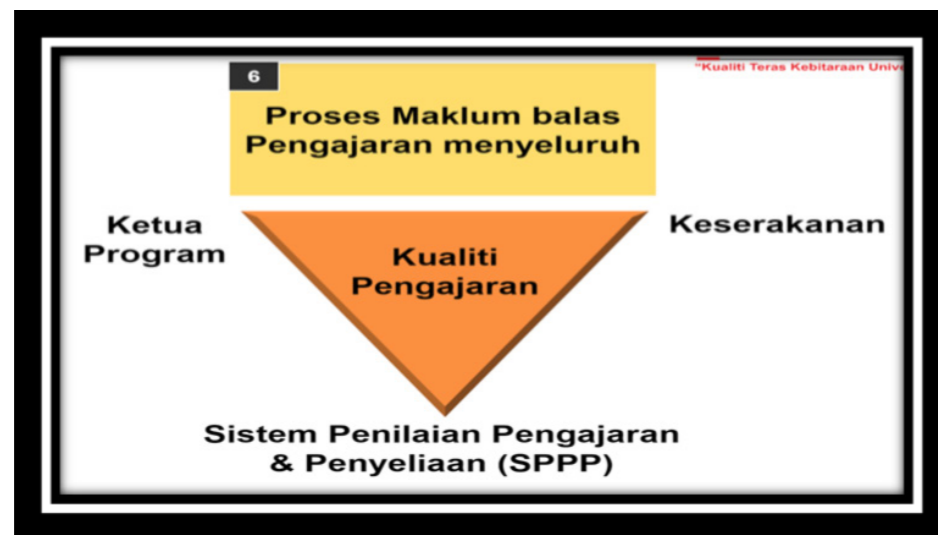 6
"Kualiti Teras Kebitaraan
Proses Maklum balas
Pengajaran menyeluruh
Ketua
Program
Keserakanan
Kualiti
Pengajaran
Sistem Penilaian Pengajaran
& Penyeliaan (SPPP)